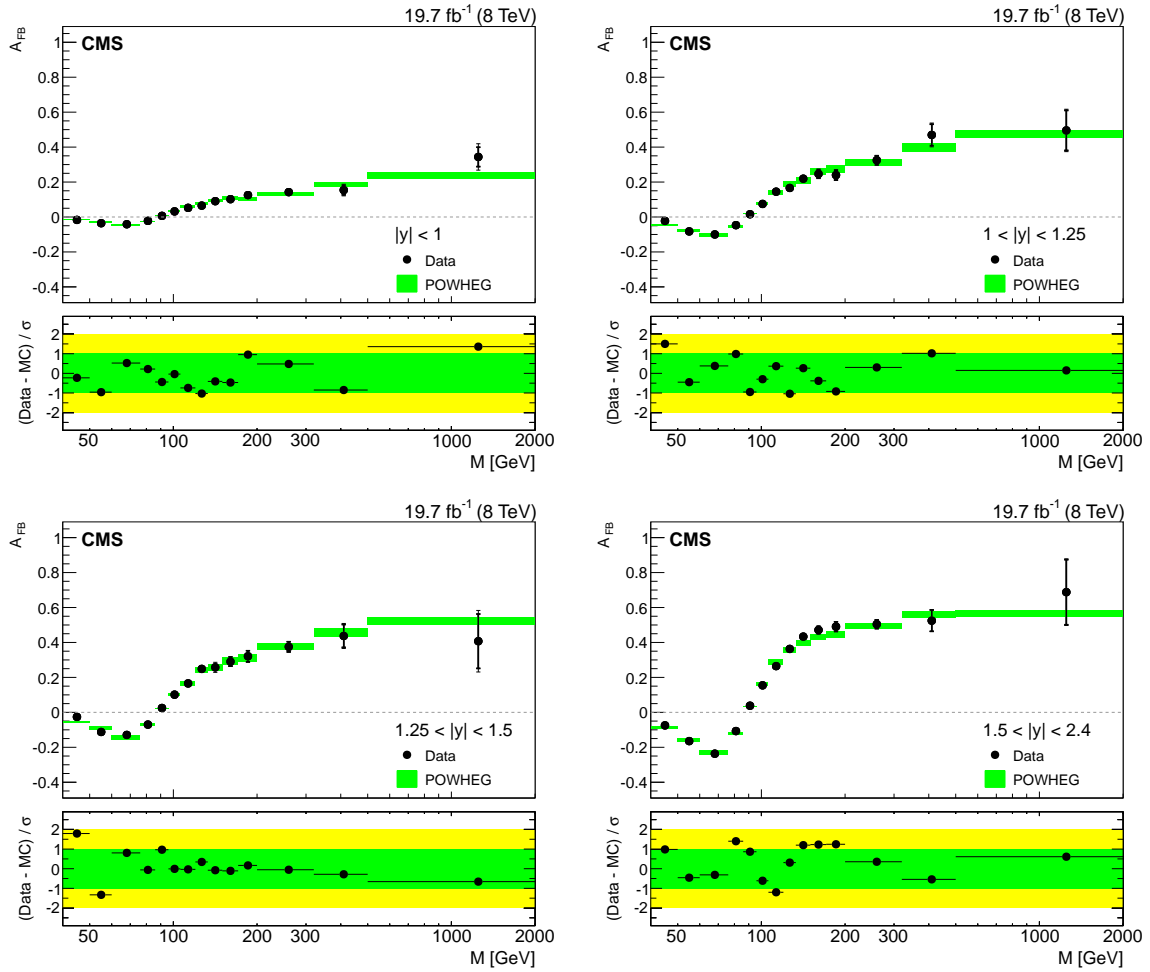 19.7 fb⁻¹ (8 TeV)
A_FB
CMS
1
0.8
0.6
0.4
0.2
0
-0.2
-0.4
|y| < 1
Data
POWHEG
(Data - MC) / σ
2
1
0
-1
-2
50 100 200 300 1000 2000
M [GeV]
19.7 fb⁻¹ (8 TeV)
A_FB
CMS
1
0.8
0.6
0.4
0.2
0
-0.2
-0.4
1 < |y| < 1.25
Data
POWHEG
(Data - MC) / σ
2
1
0
-1
-2
50 100 200 300 1000 2000
M [GeV]
19.7 fb⁻¹ (8 TeV)
A_FB
CMS
1
0.8
0.6
0.4
0.2
0
-0.2
-0.4
1.25 < |y| < 1.5
Data
POWHEG
(Data - MC) / σ
2
1
0
-1
-2
50 100 200 300 1000 2000
M [GeV]
19.7 fb⁻¹ (8 TeV)
A_FB
CMS
1
0.8
0.6
0.4
0.2
0
-0.2
-0.4
1.5 < |y| < 2.4
Data
POWHEG
(Data - MC) / σ
2
1
0
-1
-2
50 100 200 300 1000 2000
M [GeV]